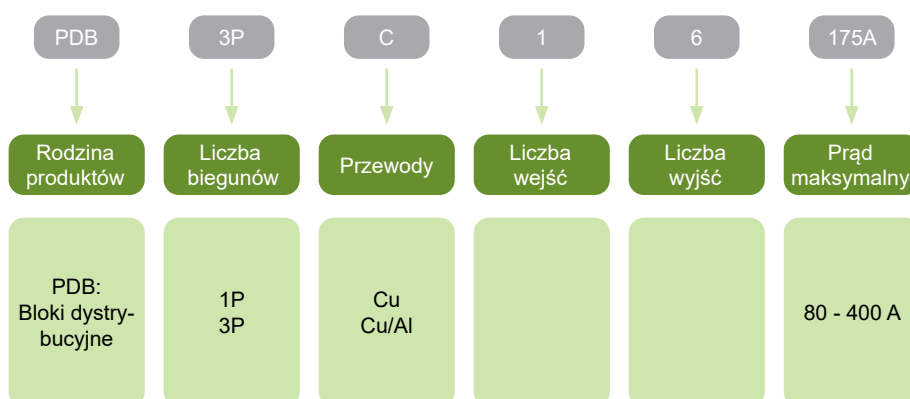 PDB
3P
C
1
6
175A
Rodzina
produktów
Liczba
biegunów
Przewody
Liczba
wejść
Liczba
wyjść
Prąd
maksymalny
PDB:
Bloki dystry-
bucyjne
1P
3P
Cu
Cu/Al
80 - 400 A